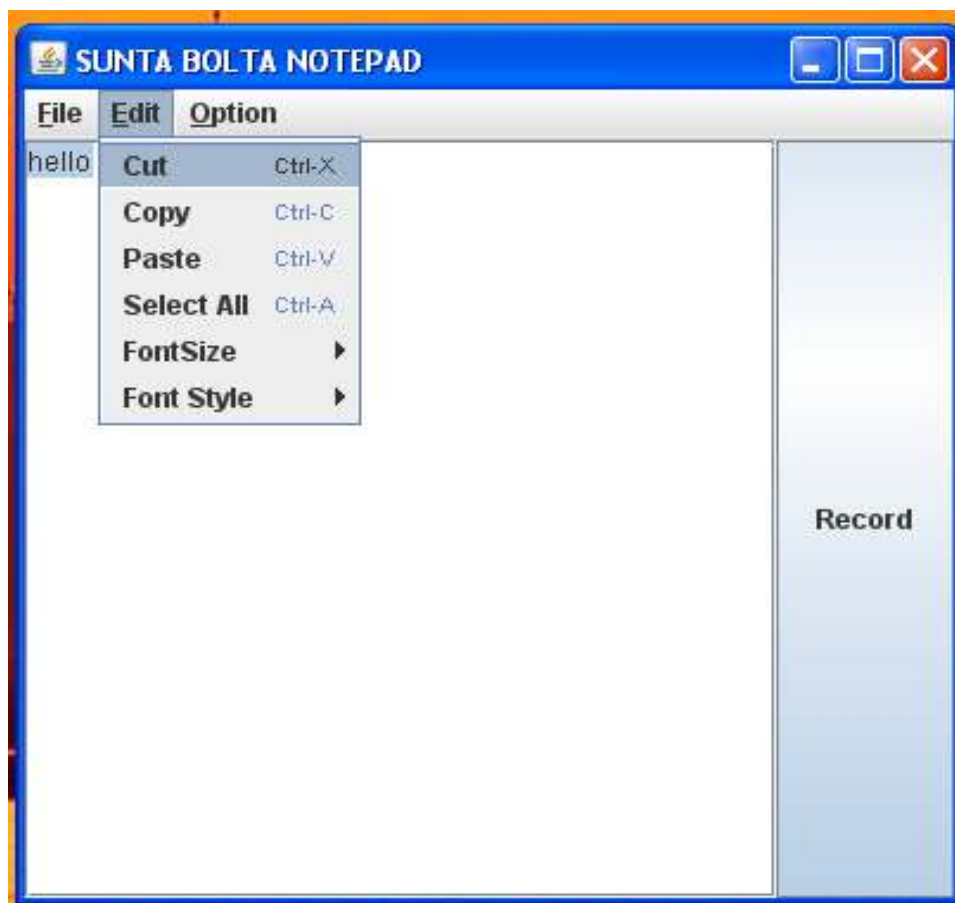 SUNTA BOLTA NOTEPAD
File Edit Option
hello
Cut Ctrl-X
Copy Ctrl-C
Paste Ctrl-V
Select All Ctrl-A
FontSize
Font Style
Record